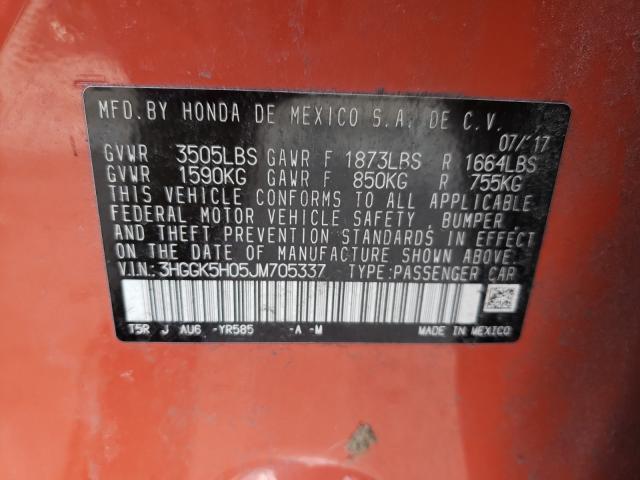 MFD. BY HONDA DE MEXICO S.A. DE C.V.
07/'17
GVWR 3505LBS GAWR F 1873LBS R 1664LBS
GVWR 1590KG GAWR F 850KG R 755KG
THIS VEHICLE CONFORMS TO ALL APPLICABLE
FEDERAL MOTOR VEHICLE SAFETY, BUMPER,
AND THEFT PREVENTION STANDARDS IN EFFECT
ON THE DATE OF MANUFACTURE SHOWN ABOVE.
V.I.N.: 3HGGK5H05JM705337 TYPE:PASSENGER CAR
T5R J AU6 -YR585 -A -M MADE IN MEXICO